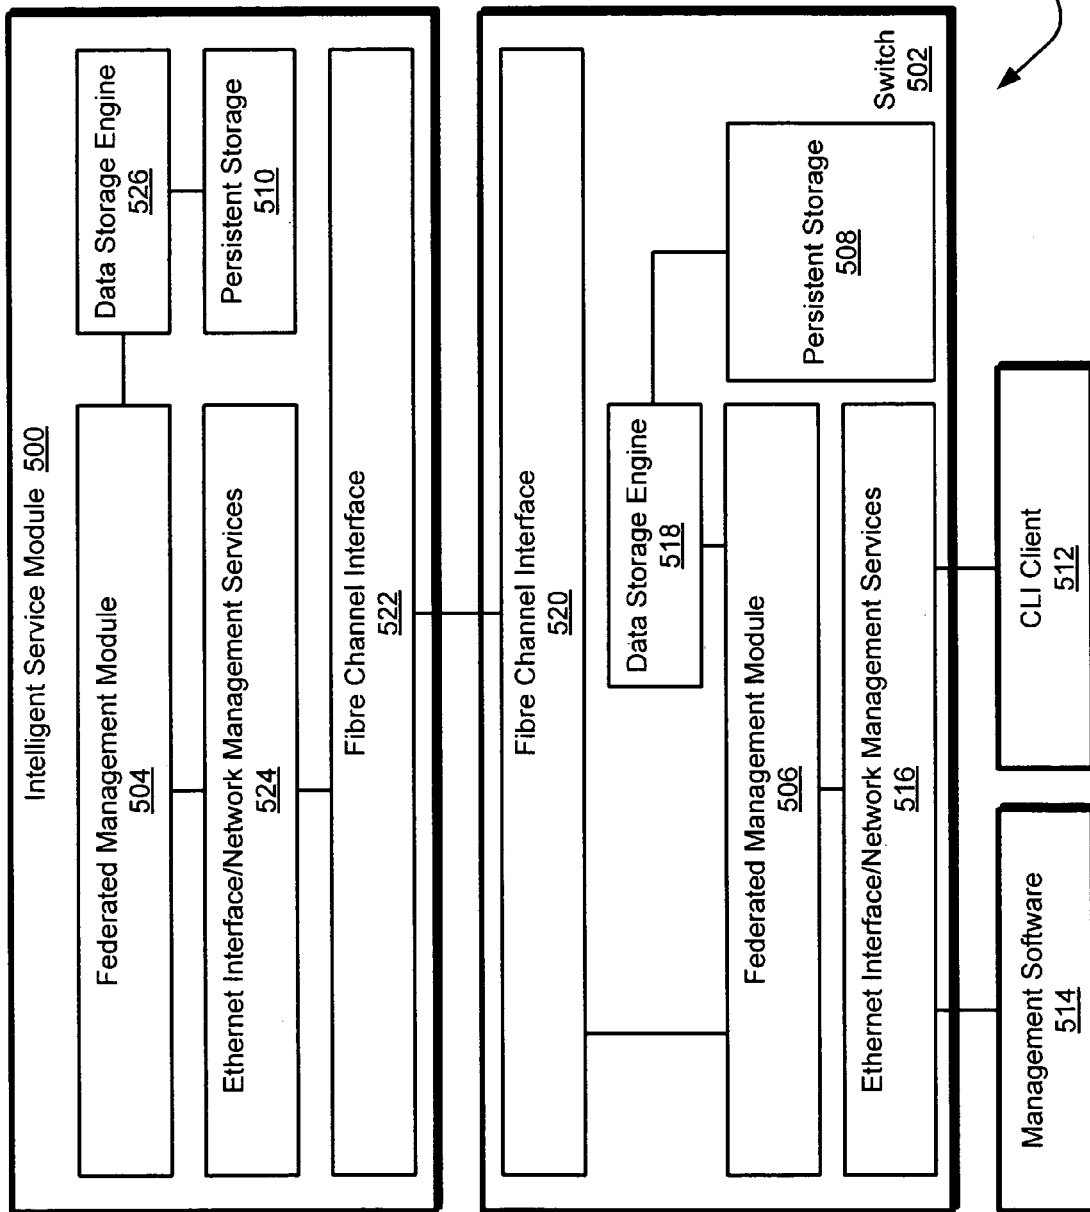 Intelligent Service Module 500
Federated Management Module
504
Data Storage Engine
526
Ethernet Interface/Network Management Services
524
Persistent Storage
510
Fibre Channel Interface
522
Fibre Channel Interface
520
Data Storage Engine
518
Federated Management Module
506
Persistent Storage
508
Ethernet Interface/Network Management Services
516
Switch
502
Management Software
514
CLI Client
512